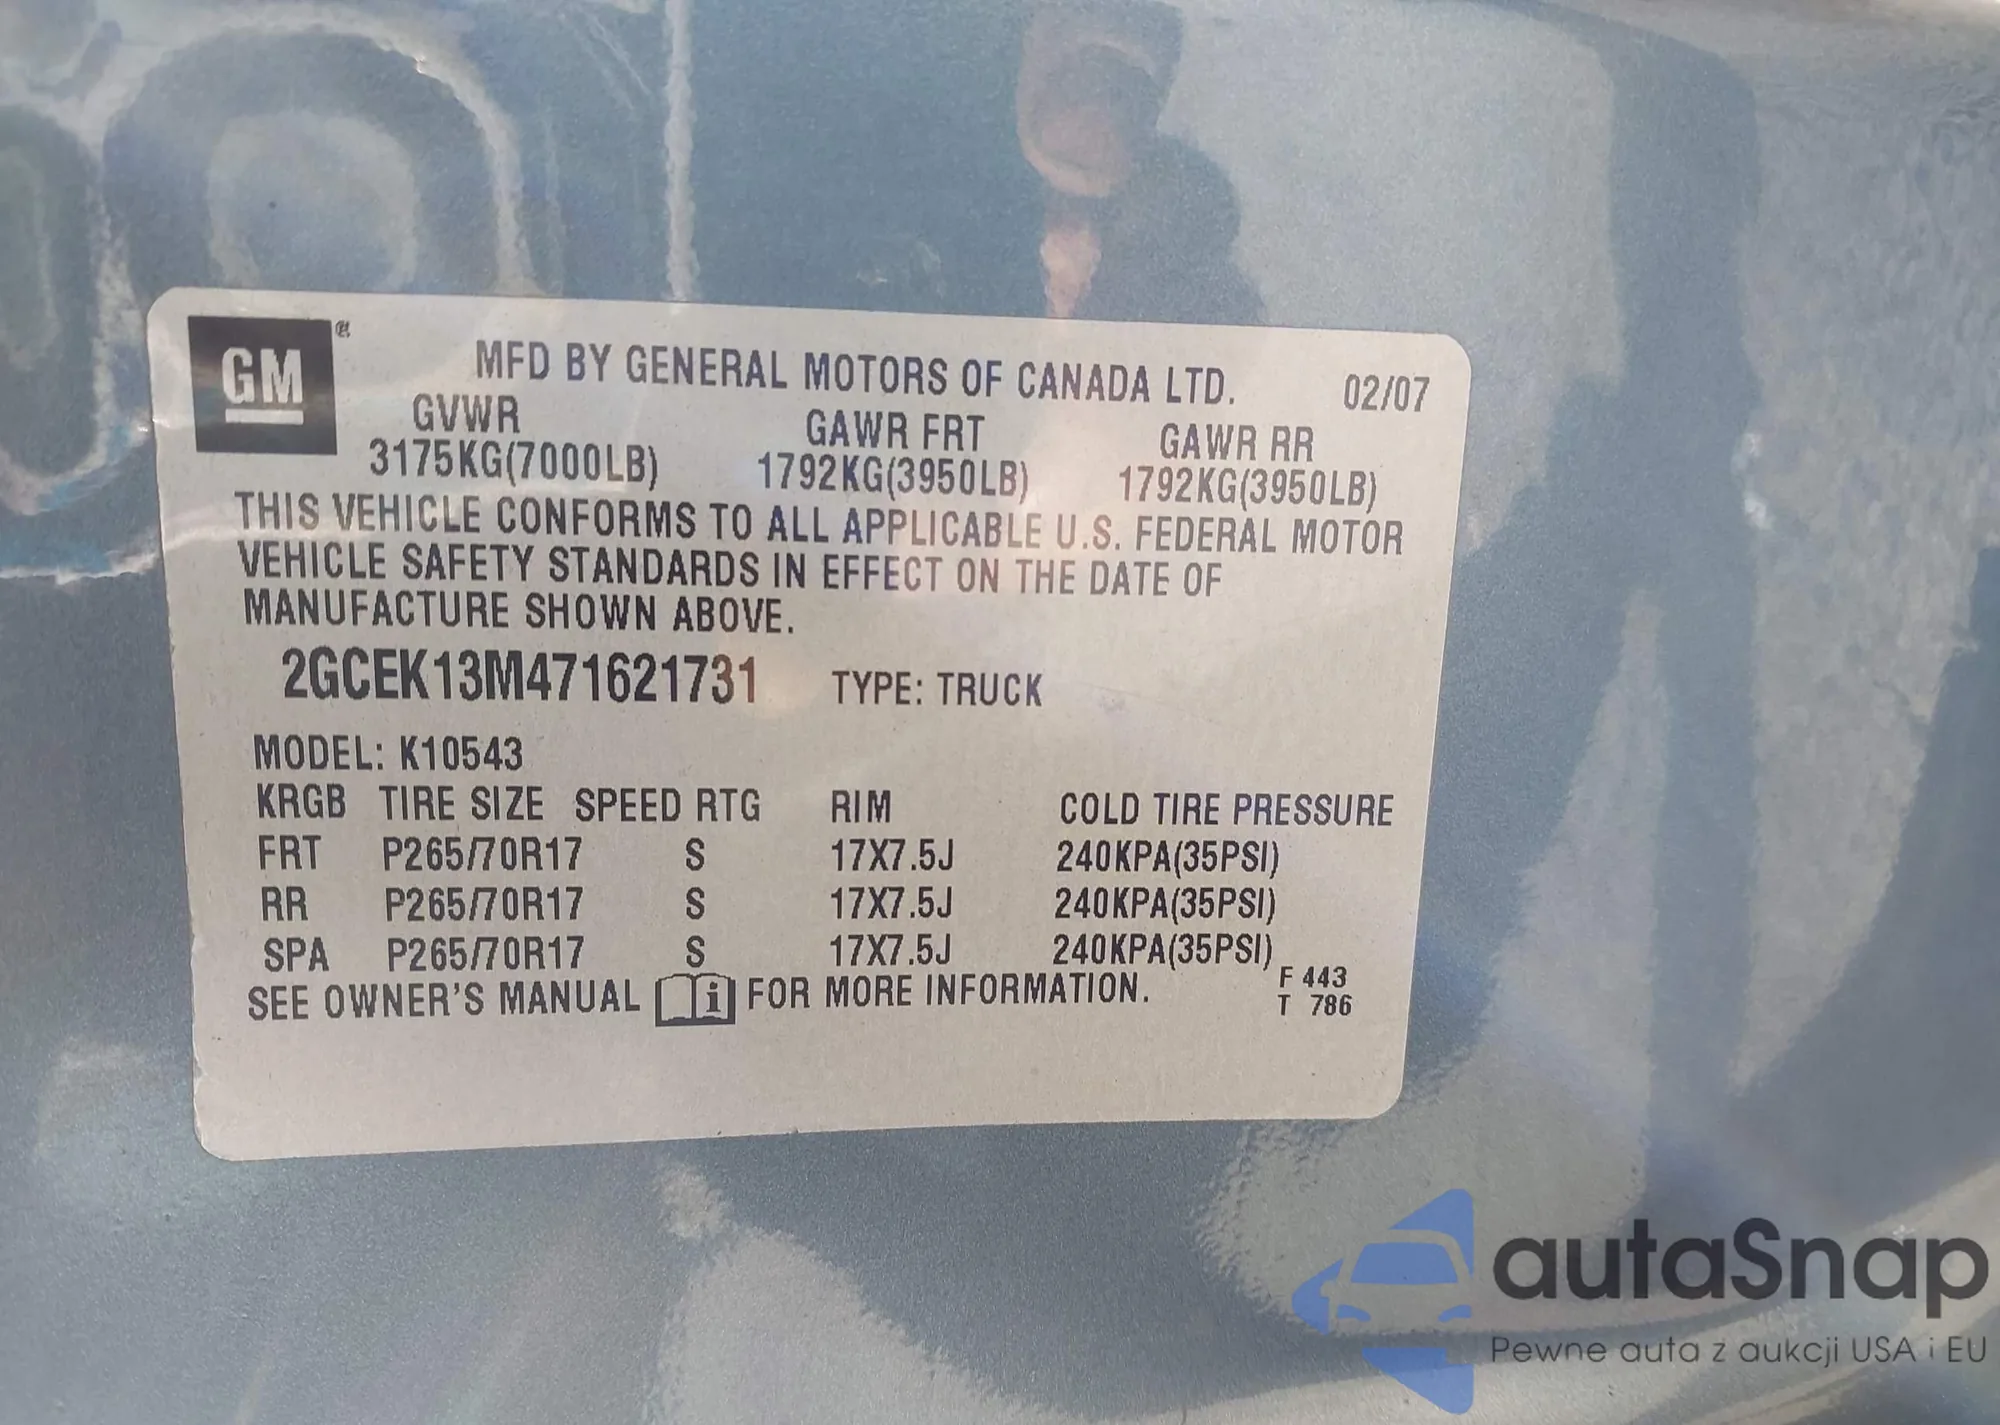 GM ®
MFD BY GENERAL MOTORS OF CANADA LTD. 02/07
GVWR GAWR FRT GAWR RR
3175KG(7000LB) 1792KG(3950LB) 1792KG(3950LB)
THIS VEHICLE CONFORMS TO ALL APPLICABLE U.S. FEDERAL MOTOR
VEHICLE SAFETY STANDARDS IN EFFECT ON THE DATE OF
MANUFACTURE SHOWN ABOVE.
2GCEK13M471621731 TYPE: TRUCK
MODEL: K10543
KRGB TIRE SIZE SPEED RTG RIM COLD TIRE PRESSURE
FRT P265/70R17 S 17X7.5J 240KPA(35PSI)
RR P265/70R17 S 17X7.5J 240KPA(35PSI)
SPA P265/70R17 S 17X7.5J 240KPA(35PSI)
SEE OWNER'S MANUAL i FOR MORE INFORMATION.
F 443
T 786
autaSnap
Pewne auta z aukcji USA i EU